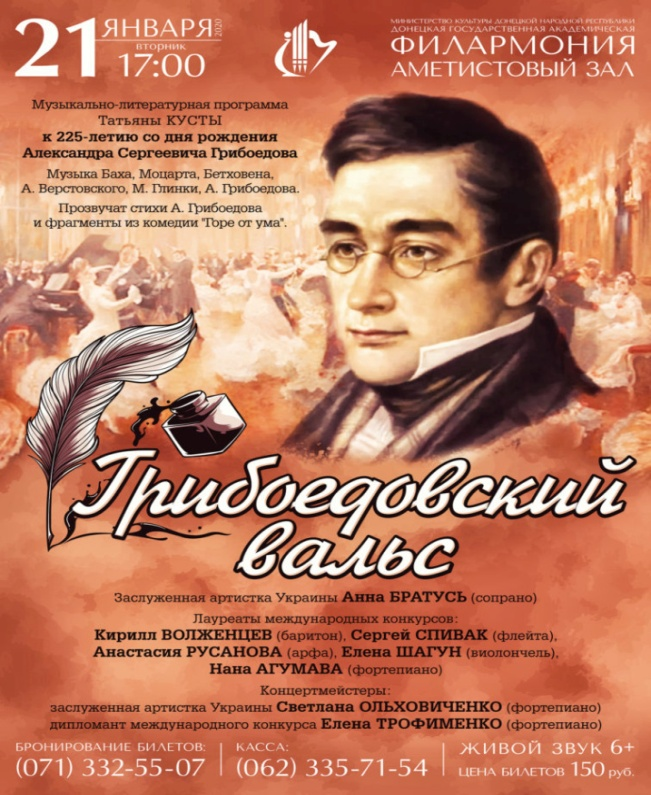 21 ЯНВАРЯ 2020
вторник
17:00
МИНИСТЕРСТВО КУЛЬТУРЫ ДОНЕЦКОЙ НАРОДНОЙ РЕСПУБЛИКИ
ДОНЕЦКАЯ ГОСУДАРСТВЕННАЯ АКАДЕМИЧЕСКАЯ
ФИЛАРМОНИЯ
АМЕТИСТОВЫЙ ЗАЛ
Музыкально-литературная программа
Татьяны КУСТЫ
к 225-летию со дня рождения
Александра Сергеевича Грибоедова
Музыка Баха, Моцарта, Бетховена,
А. Верстовского, М. Глинки, А. Грибоедова.
Прозвучат стихи А. Грибоедова
и фрагменты из комедии "Горе от ума".
Грибоедовский
вальс
Заслуженная артистка Украины Анна БРАТУСЬ (сопрано)
Лауреаты международных конкурсов:
Кирилл ВОЛЖЕНЦЕВ (баритон), Сергей СПИВАК (флейта),
Анастасия РУСАНОВА (арфа), Елена ШАГУН (виолончель),
Нана АГУМАВА (фортепиано)
Концертмейстеры:
заслуженная артистка Украины Светлана ОЛЬХОВИЧЕНКО (фортепиано)
дипломант международного конкурса Елена ТРОФИМЕНКО (фортепиано)
БРОНИРОВАНИЕ БИЛЕТОВ:
(071) 332-55-07
КАССА:
(062) 335-71-54
ЖИВОЙ ЗВУК 6+
ЦЕНА БИЛЕТОВ 150 руб.